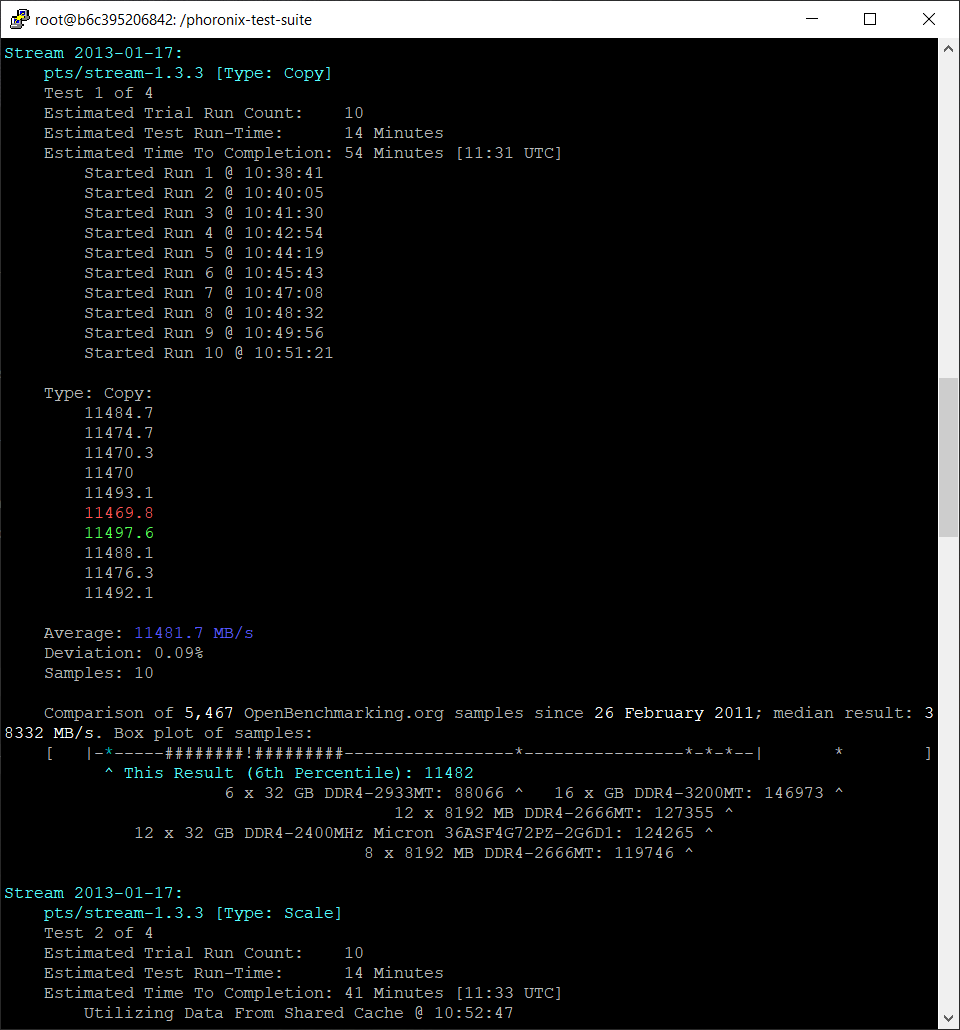 root@b6c395206842: /phoronix-test-suite
Stream 2013-01-17:
    pts/stream-1.3.3 [Type: Copy]
    Test 1 of 4
    Estimated Trial Run Count:    10
    Estimated Test Run-Time:      14 Minutes
    Estimated Time To Completion: 54 Minutes [11:31 UTC]
        Started Run 1 @ 10:38:41
        Started Run 2 @ 10:40:05
        Started Run 3 @ 10:41:30
        Started Run 4 @ 10:42:54
        Started Run 5 @ 10:44:19
        Started Run 6 @ 10:45:43
        Started Run 7 @ 10:47:08
        Started Run 8 @ 10:48:32
        Started Run 9 @ 10:49:56
        Started Run 10 @ 10:51:21
    Type: Copy:
        11484.7
        11474.7
        11470.3
        11470
        11493.1
        11469.8
        11497.6
        11488.1
        11476.3
        11492.1
    Average: 11481.7 MB/s
    Deviation: 0.09%
    Samples: 10
    Comparison of 5,467 OpenBenchmarking.org samples since 26 February 2011; median result: 3
8332 MB/s. Box plot of samples:
    [   |-*-----########!#########-----------------*----------------*-*-*--|       *        ]
          ^ This Result (6th Percentile): 11482
                      6 x 32 GB DDR4-2933MT: 88066 ^   16 x GB DDR4-3200MT: 146973 ^
                                       12 x 8192 MB DDR4-2666MT: 127355 ^
             12 x 32 GB DDR4-2400MHz Micron 36ASF4G72PZ-2G6D1: 124265 ^
                                    8 x 8192 MB DDR4-2666MT: 119746 ^
Stream 2013-01-17:
    pts/stream-1.3.3 [Type: Scale]
    Test 2 of 4
    Estimated Trial Run Count:    10
    Estimated Test Run-Time:      14 Minutes
    Estimated Time To Completion: 41 Minutes [11:33 UTC]
        Utilizing Data From Shared Cache @ 10:52:47